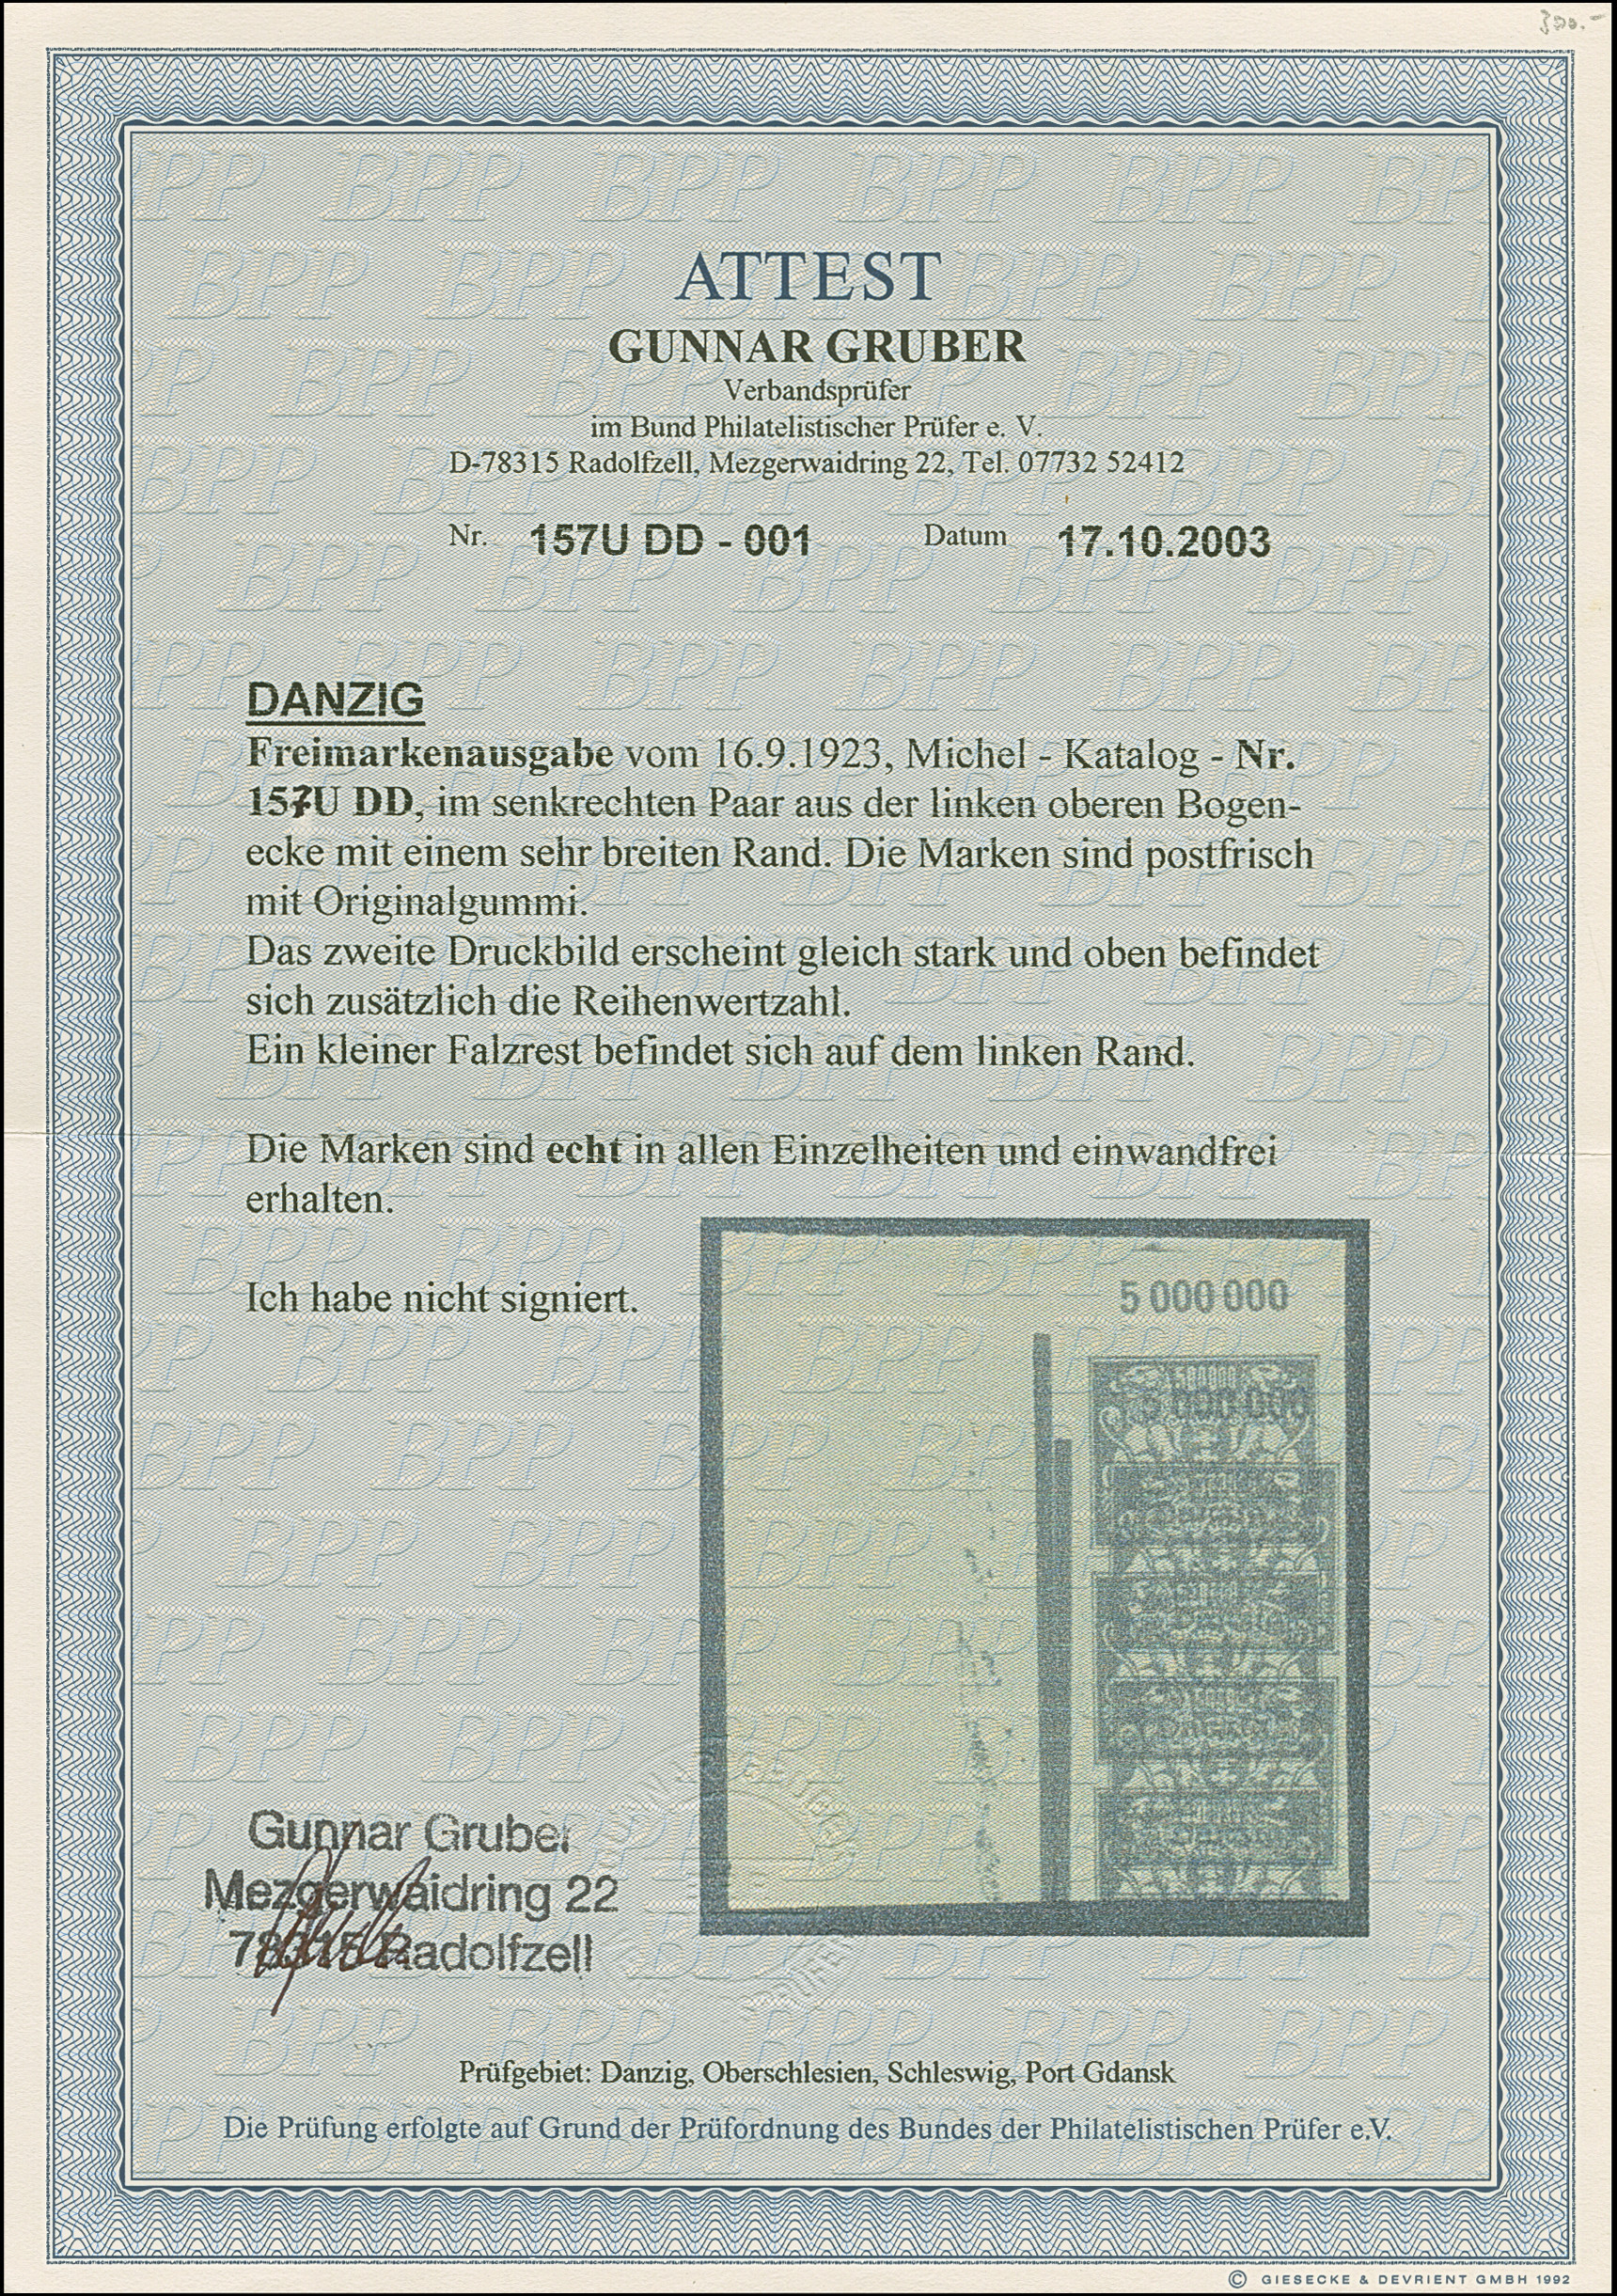 300.-
ATTEST
GUNNAR GRUBER
Verbandsprüfer
im Bund Philatelistischer Prüfer e. V.
D-78315 Radolfzell, Mezgerwaidring 22, Tel. 07732 52412
Nr. 157U DD - 001 Datum 17.10.2003
DANZIG
Freimarkenausgabe vom 16.9.1923, Michel - Katalog - Nr.
157U DD, im senkrechten Paar aus der linken oberen Bogen-
ecke mit einem sehr breiten Rand. Die Marken sind postfrisch
mit Originalgummi.
Das zweite Druckbild erscheint gleich stark und oben befindet
sich zusätzlich die Reihenwertzahl.
Ein kleiner Falzrest befindet sich auf dem linken Rand.
Die Marken sind echt in allen Einzelheiten und einwandfrei
erhalten.
Ich habe nicht signiert.
5 000 000
Gunnar Gruber
Mezgerwaidring 22
78315 Radolfzell
Prüfgebiet: Danzig, Oberschlesien, Schleswig, Port Gdansk
Die Prüfung erfolgte auf Grund der Prüfordnung des Bundes der Philatelistischen Prüfer e.V.
© GIESECKE & DEVRIENT GMBH 1992